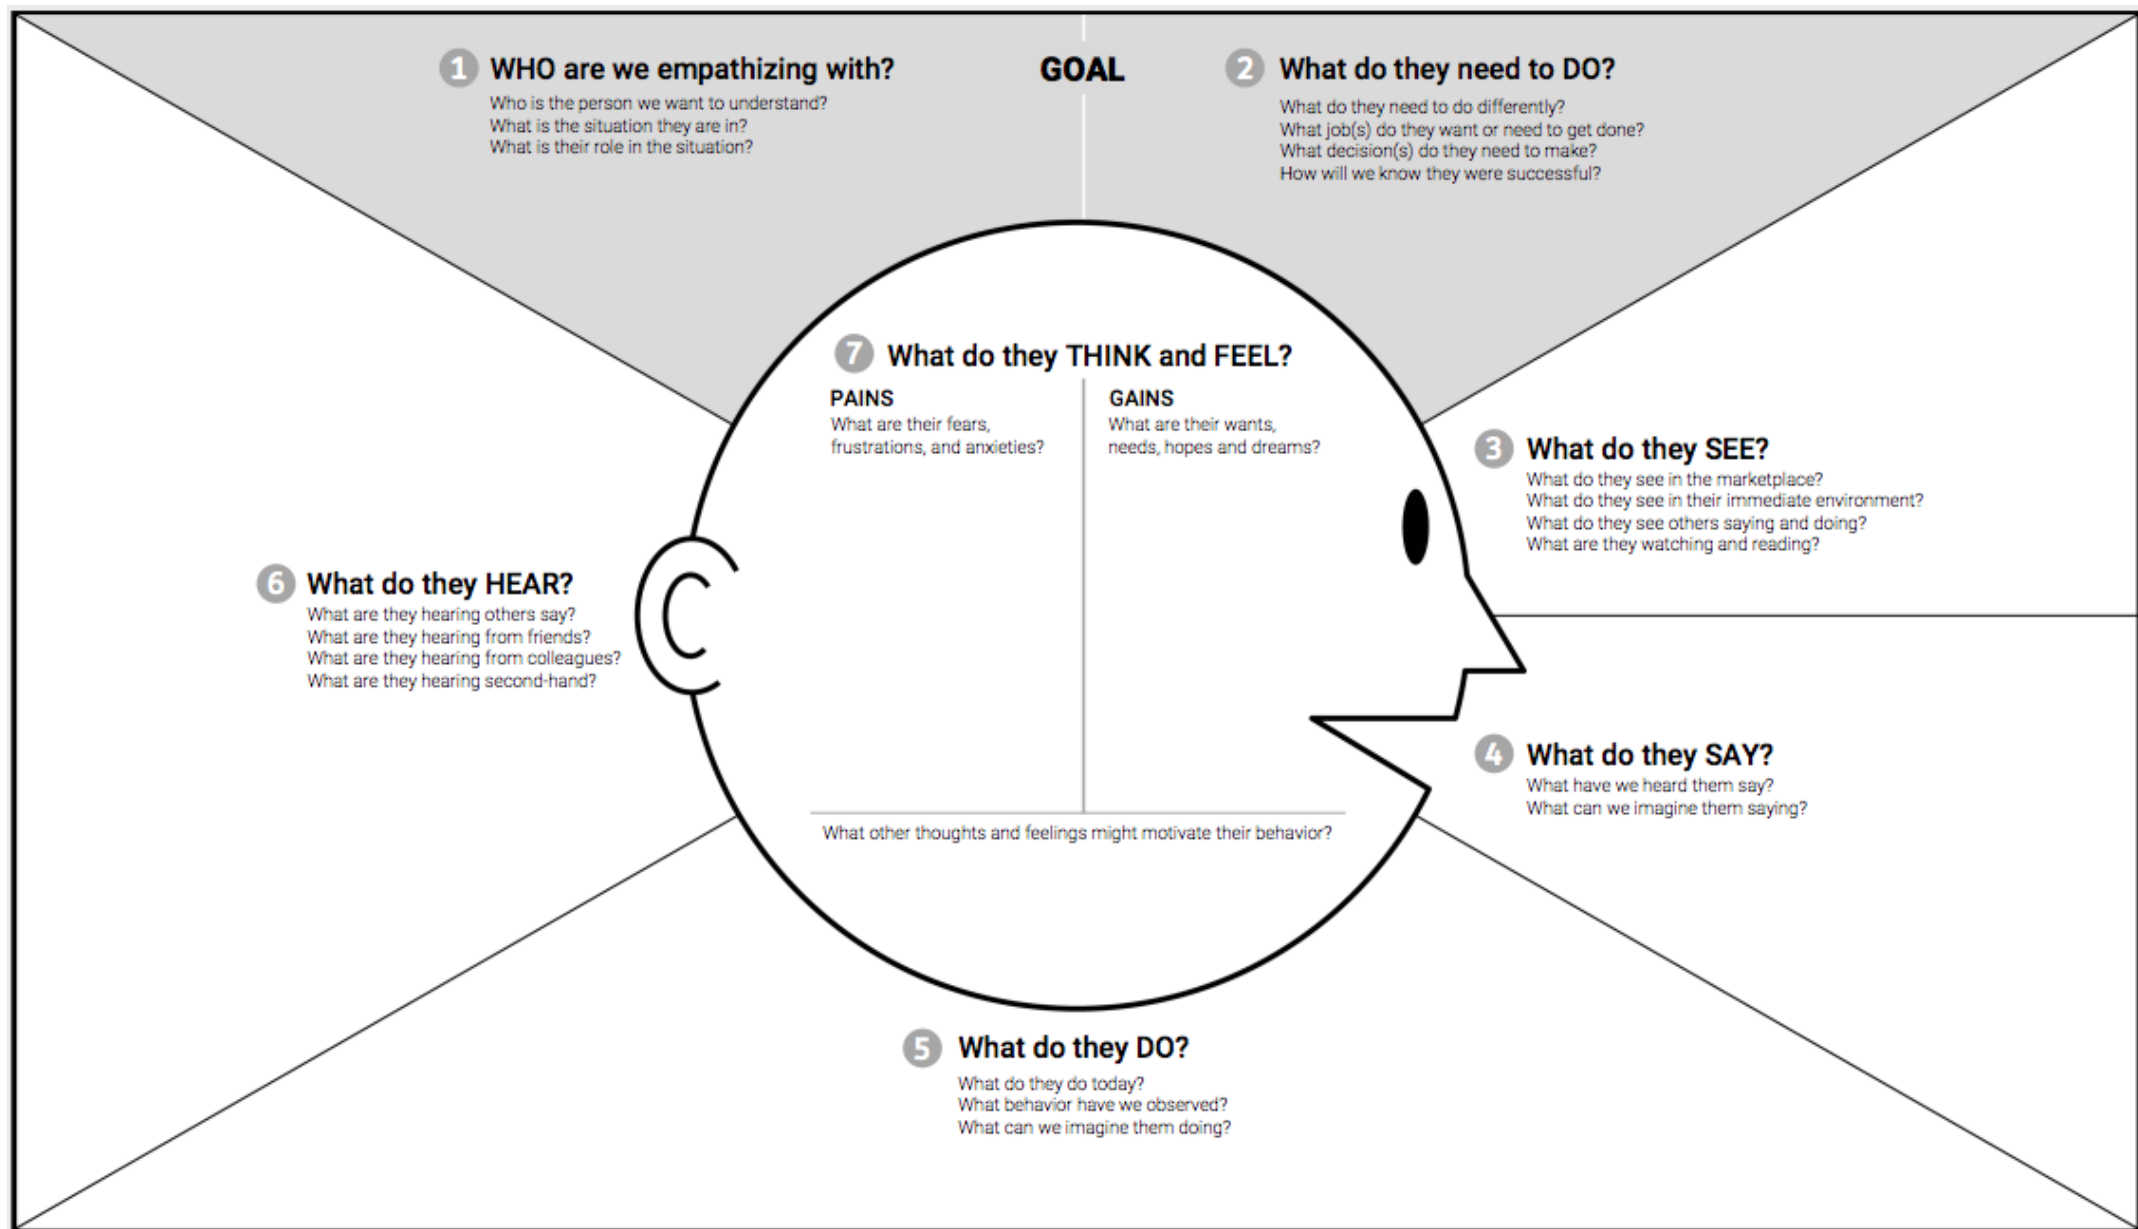 1 WHO are we empathizing with?
Who is the person we want to understand?
What is the situation they are in?
What is their role in the situation?
GOAL
2 What do they need to DO?
What do they need to do differently?
What job(s) do they want or need to get done?
What decision(s) do they need to make?
How will we know they were successful?
3 What do they SEE?
What do they see in the marketplace?
What do they see in their immediate environment?
What do they see others saying and doing?
What are they watching and reading?
4 What do they SAY?
What have we heard them say?
What can we imagine them saying?
5 What do they DO?
What do they do today?
What behavior have we observed?
What can we imagine them doing?
6 What do they HEAR?
What are they hearing others say?
What are they hearing from friends?
What are they hearing from colleagues?
What are they hearing second-hand?
7 What do they THINK and FEEL?
PAINS
What are their fears,
frustrations, and anxieties?
GAINS
What are their wants,
needs, hopes and dreams?
What other thoughts and feelings might motivate their behavior?